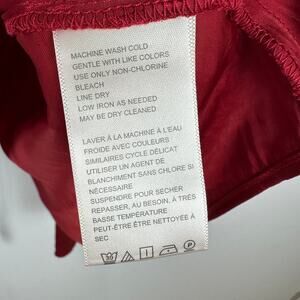 MACHINE WASH COLD
GENTLE WITH LIKE COLORS
USE ONLY NON-CHLORINE
BLEACH
LINE DRY
LOW IRON AS NEEDED
MAY BE DRY CLEANED
LAVER À LA MACHINE À L'EAU
FROIDE AVEC COULEURS
SIMILAIRES CYCLE DÉLICAT
UTILISER UN AGENT DE
BLANCHIMENT SANS CHLORE SI
NÉCESSAIRE
SUSPENDRE POUR SÉCHER
REPASSER, AU BESOIN, À TRÈS
BASSE TEMPÉRATURE
PEUT-ÊTRE ÊTRE NETTOYÉE À
SEC